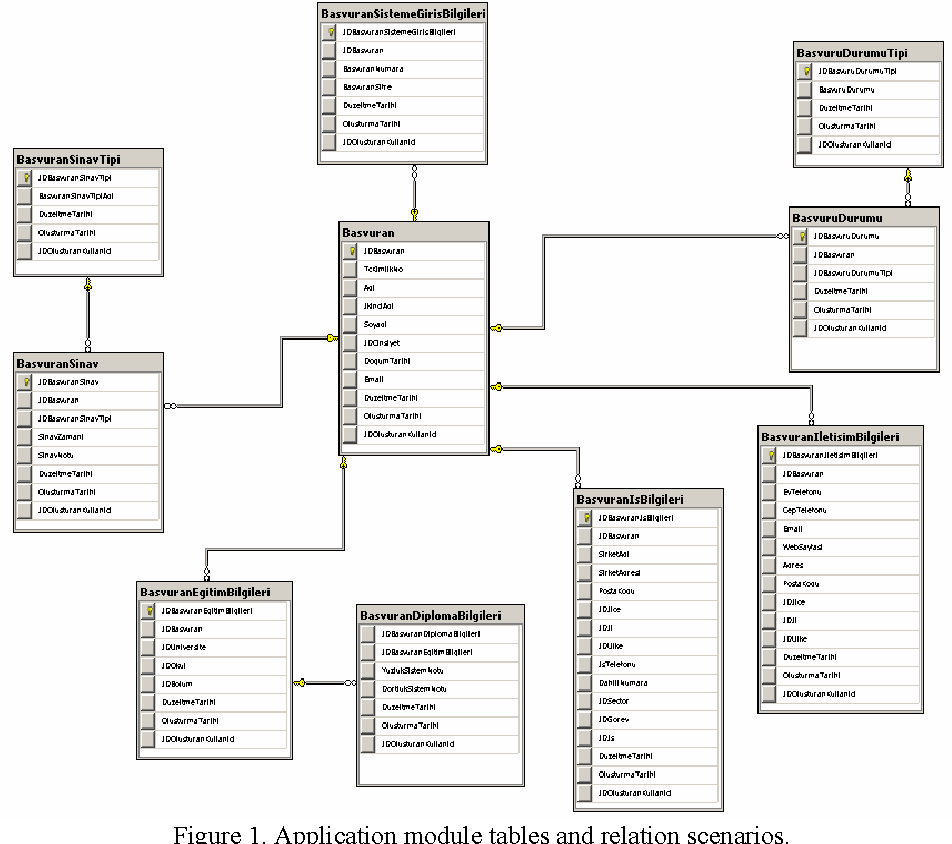 BasvuranSistemeGirisBilgileri
IDBasvuranSistemeGirisBilgileri
IDBasvuran
BasvuranNumara
BasvuranSifre
DuzeltmeTarihi
OlusturmaTarihi
IDOlusturanKullanici
BasvuruDurumuTipi
IDBasvuruDurumuTipi
BasvuruDurumu
DuzeltmeTarihi
OlusturmaTarihi
IDOlusturanKullanici
BasvuranSinavTipi
IDBasvuranSinavTipi
BasvuranSinavTipiAdi
DuzeltmeTarihi
OlusturmaTarihi
IDOlusturanKullanici
Basvuran
IDBasvuran
TcKimlikNo
Adi
IkinciAdi
Soyadi
IDCinsiyet
DogumTarihi
Email
DuzeltmeTarihi
OlusturmaTarihi
IDOlusturanKullanici
BasvuruDurumu
IDBasvuruDurumu
IDBasvuran
IDBasvuruDurumuTipi
DuzeltmeTarihi
OlusturmaTarihi
IDOlusturanKullanici
BasvuranSinav
IDBasvuranSinav
IDBasvuran
IDBasvuranSinavTipi
SinavZamani
SinavNotu
DuzeltmeTarihi
OlusturmaTarihi
IDOlusturanKullanici
BasvuranIletisimBilgileri
IDBasvuranIletisimBilgileri
IDBasvuran
EvTelefonu
CepTelefonu
Email
WebSayfasi
Adres
PostaKodu
IDIlce
IDIl
IDUlke
DuzeltmeTarihi
OlusturmaTarihi
IDOlusturanKullanici
BasvuranIsBilgileri
IDBasvuranIsBilgileri
IDBasvuran
SirketAdi
SirketAdresi
PostaKodu
IDIlce
IDIl
IDUlke
IsTelefonu
DahiliNumara
IDSector
IDGorev
IDIs
DuzeltmeTarihi
OlusturmaTarihi
IDOlusturanKullanici
BasvuranEgitimBilgileri
IDBasvuranEgitimBilgileri
IDBasvuran
IDUniversite
IDOkul
IDBolum
DuzeltmeTarihi
OlusturmaTarihi
IDOlusturanKullanici
BasvuranDiplomaBilgileri
IDBasvuranDiplomaBilgileri
IDBasvuranEgitimBilgileri
YuzlukSistemNotu
DortlukSistemNotu
DuzeltmeTarihi
OlusturmaTarihi
IDOlusturanKullanici
Figure 1. Application module tables and relation scenarios.